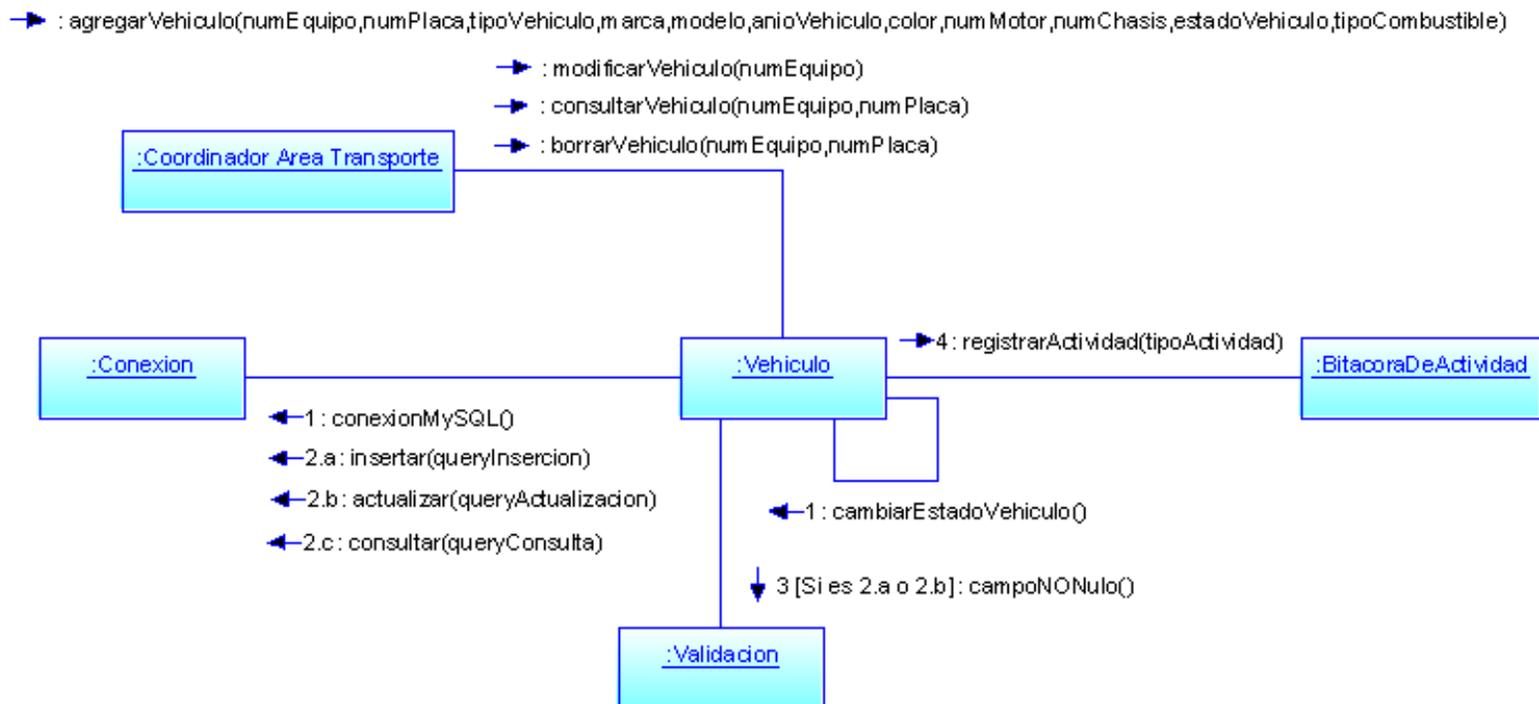 : agregarVehiculo(numEquipo,numPlaca,tipoVehiculo,marca,modelo,anioVehiculo,color,numMotor,numChasis,estadoVehiculo,tipoCombustible)
: modificarVehiculo(numEquipo)
: consultarVehiculo(numEquipo,numPlaca)
: borrarVehiculo(numEquipo,numPlaca)
:Coordinador Area Transporte
:Conexion
:Vehiculo
4 : registrarActividad(tipoActividad)
:BitacoraDeActividad
1 : conexionMySQL()
2.a : insertar(queryInsercion)
2.b : actualizar(queryActualizacion)
2.c : consultar(queryConsulta)
1 : cambiarEstadoVehiculo()
3 [Si es 2.a o 2.b] : campoNONulo()
:Validacion